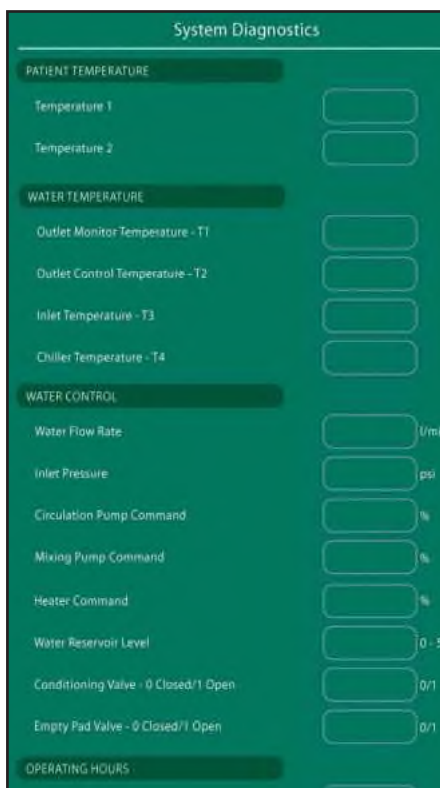 System Diagnostics
PATIENT TEMPERATURE
Temperature 1
Temperature 2
WATER TEMPERATURE
Outlet Monitor Temperature - T1
Outlet Control Temperature - T2
Inlet Temperature - T3
Chiller Temperature - T4
WATER CONTROL
Water Flow Rate
Inlet Pressure psi
Circulation Pump Command %
Mixing Pump Command %
Heater Command %
Water Reservoir Level 0 - 5
Conditioning Valve - 0 Closed/1 Open 0/1
Empty Pad Valve - 0 Closed/1 Open 0/1
OPERATING HOURS